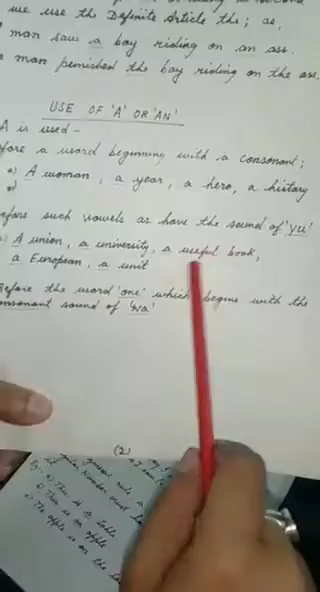 we use the Definite Article the; as,
man saw a boy riding on an ass.
man punished the boy riding on the ass.
USE OF 'A' OR 'AN'
A is used -
fore a word beginning with a consonant;
a) A woman, a year, a hero, a history
efore such vowels as have the sound of 'yu'
A union, a university, a useful book,
a European, a unit
Before the word 'one' which begins with the
onsonant sound of 'wa'
(2)
a) This is a table
b) This is an apple
c) The apple is on the